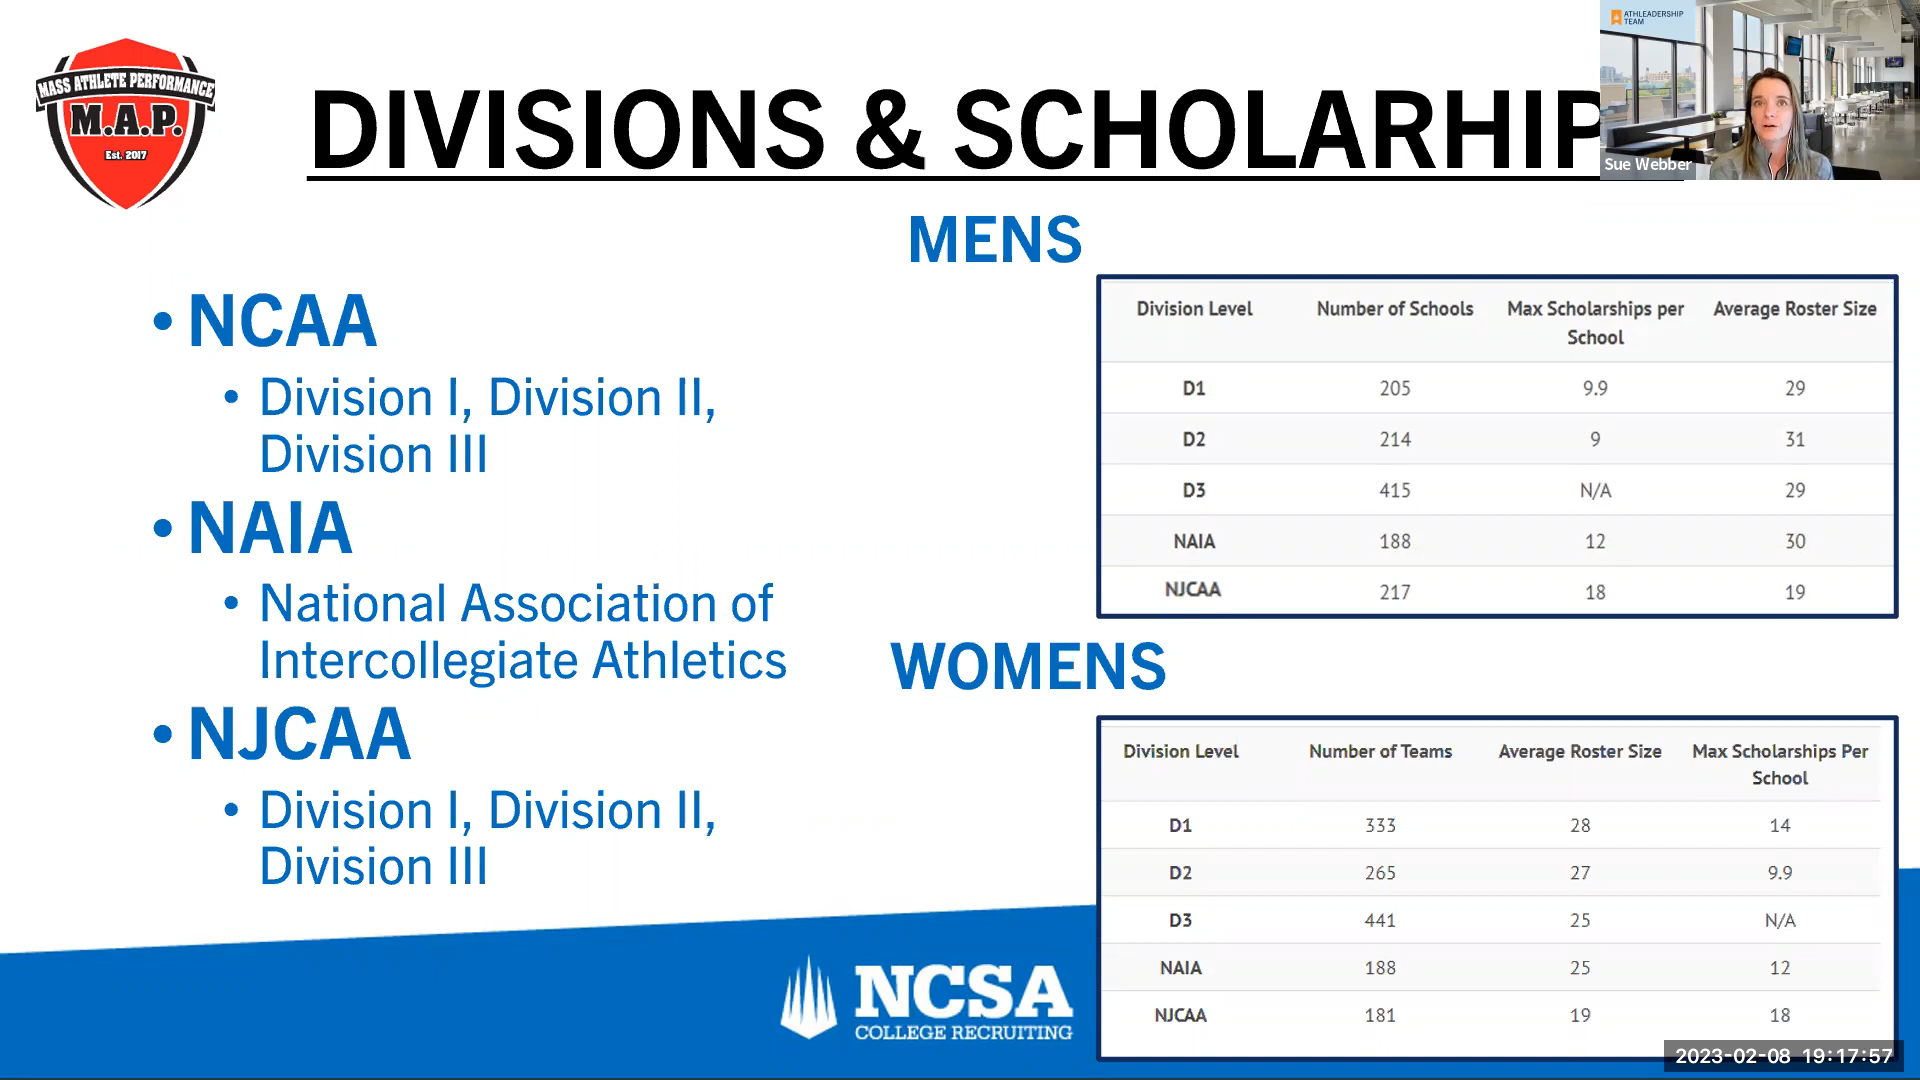 MASS ATHLETE PERFORMANCE
M.A.P.
Est. 2017
DIVISIONS & SCHOLARHIP
ATHLEADERSHIP
TEAM
Sue Webber
• NCAA
• Division I, Division II,
Division III
• NAIA
• National Association of
Intercollegiate Athletics
• NJCAA
• Division I, Division II,
Division III
MENS
Division Level Number of Schools Max Scholarships per School Average Roster Size
D1 205 9.9 29
D2 214 9 31
D3 415 N/A 29
NAIA 188 12 30
NJCAA 217 18 19
WOMENS
Division Level Number of Teams Average Roster Size Max Scholarships Per School
D1 333 28 14
D2 265 27 9.9
D3 441 25 N/A
NAIA 188 25 12
NJCAA 181 19 18
NCSA
COLLEGE RECRUITING
2023-02-08 19:17:57